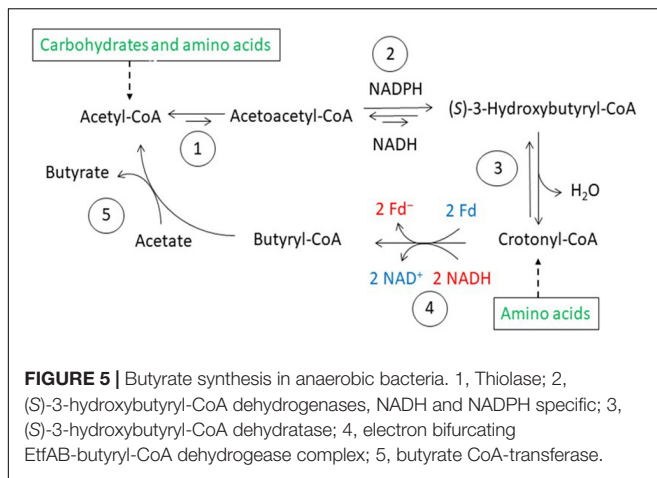 Carbohydrates and amino acids
2
NADPH
Acetyl-CoA
Acetoacetyl-CoA
(S)-3-Hydroxybutyryl-CoA
1
NADH
3
Butyrate
H₂O
5
2 Fd⁻
2 Fd
Acetate
Butyryl-CoA
Crotonyl-CoA
2 NAD⁺
2 NADH
4
Amino acids
FIGURE 5 | Butyrate synthesis in anaerobic bacteria. 1, Thiolase; 2,
(S)-3-hydroxybutyryl-CoA dehydrogenases, NADH and NADPH specific; 3,
(S)-3-hydroxybutyryl-CoA dehydratase; 4, electron bifurcating
EtfAB-butyryl-CoA dehydrogease complex; 5, butyrate CoA-transferase.